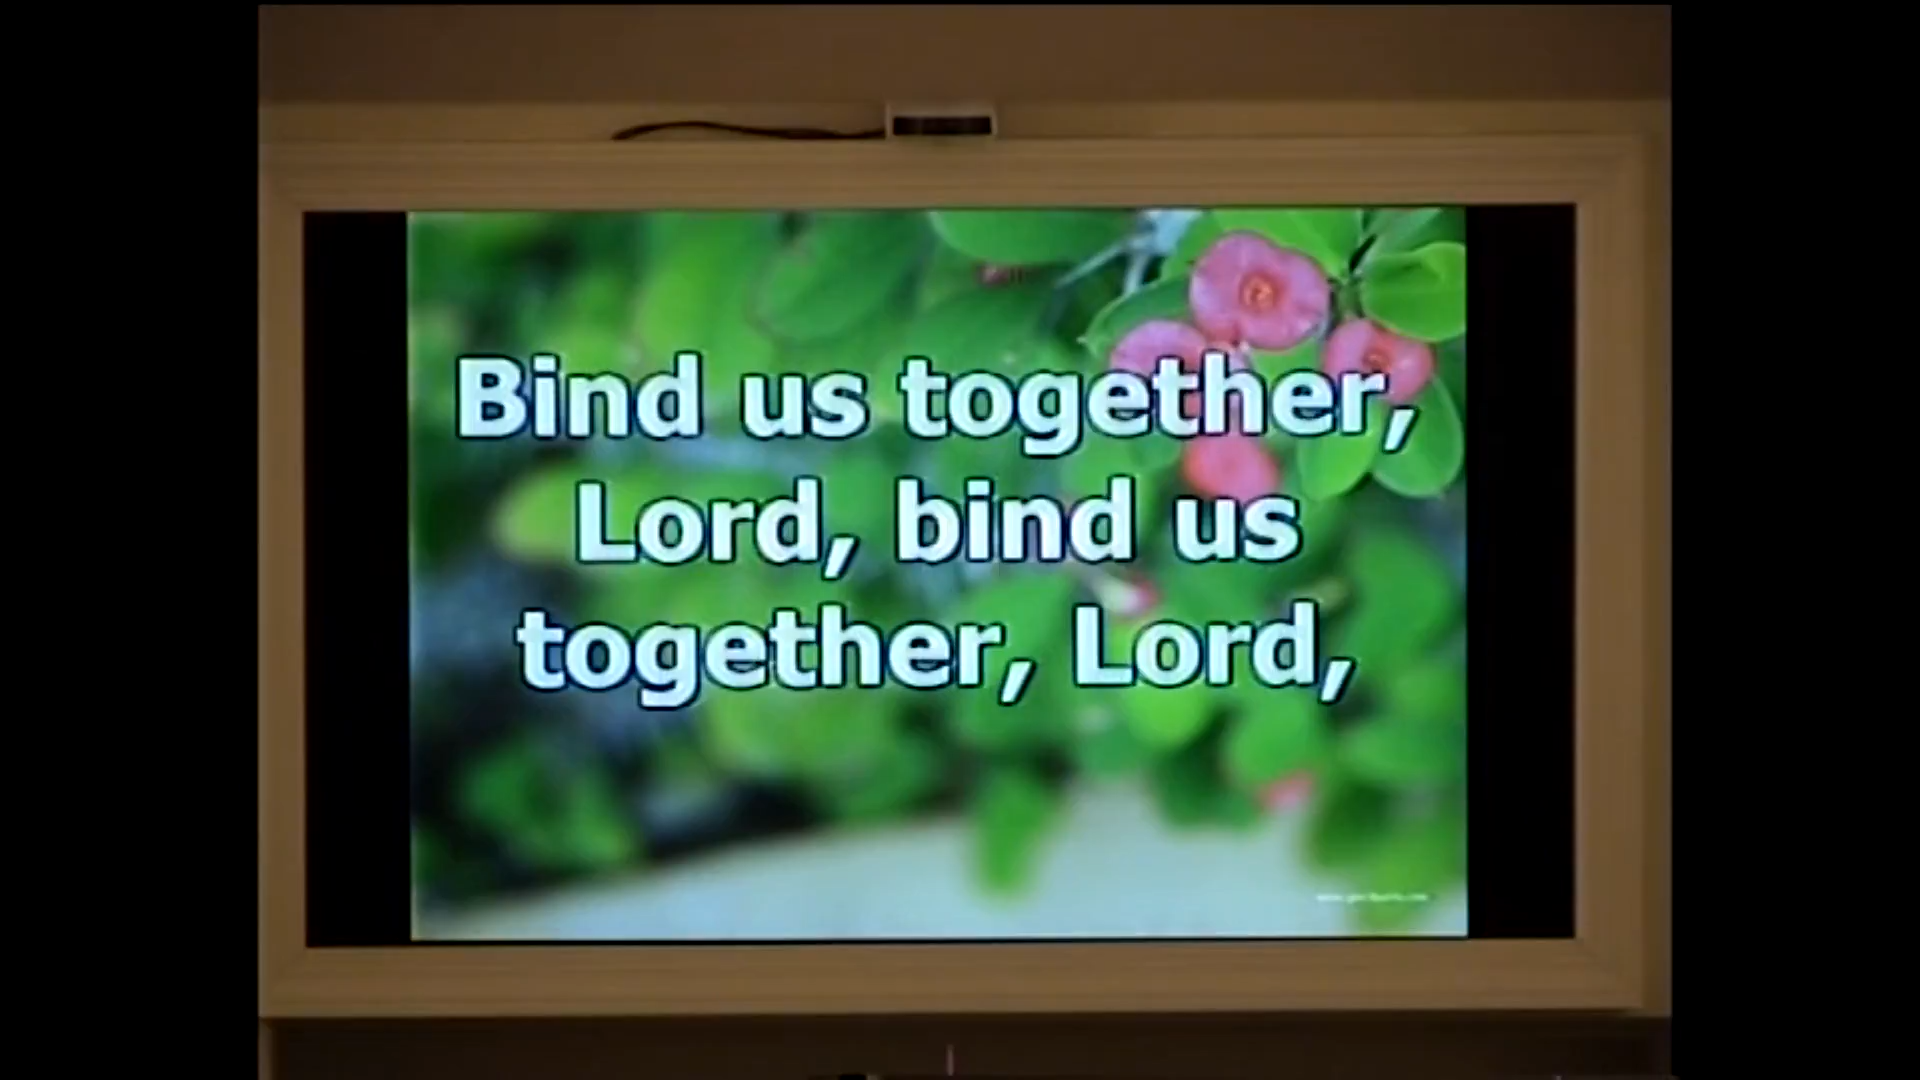 Bind us together,
Lord, bind us
together, Lord,